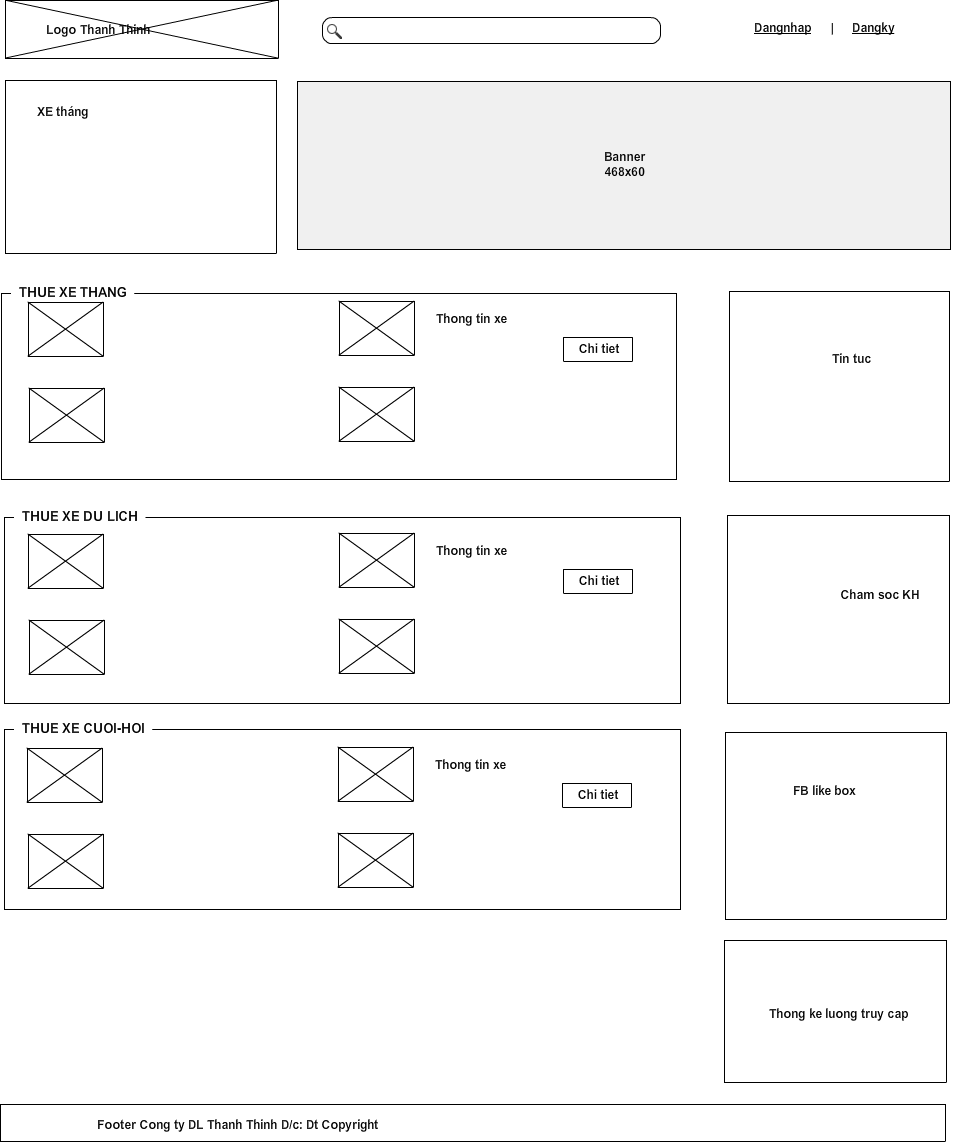 Logo Thanh Thinh
Dangnhap | Dangky
XE tháng
Banner
468x60
THUE XE THANG
Thong tin xe
Chi tiet
Tin tuc
THUE XE DU LICH
Thong tin xe
Chi tiet
Cham soc KH
THUE XE CUOI-HOI
Thong tin xe
Chi tiet
FB like box
Thong ke luong truy cap
Footer Cong ty DL Thanh Thinh D/c: Dt Copyright